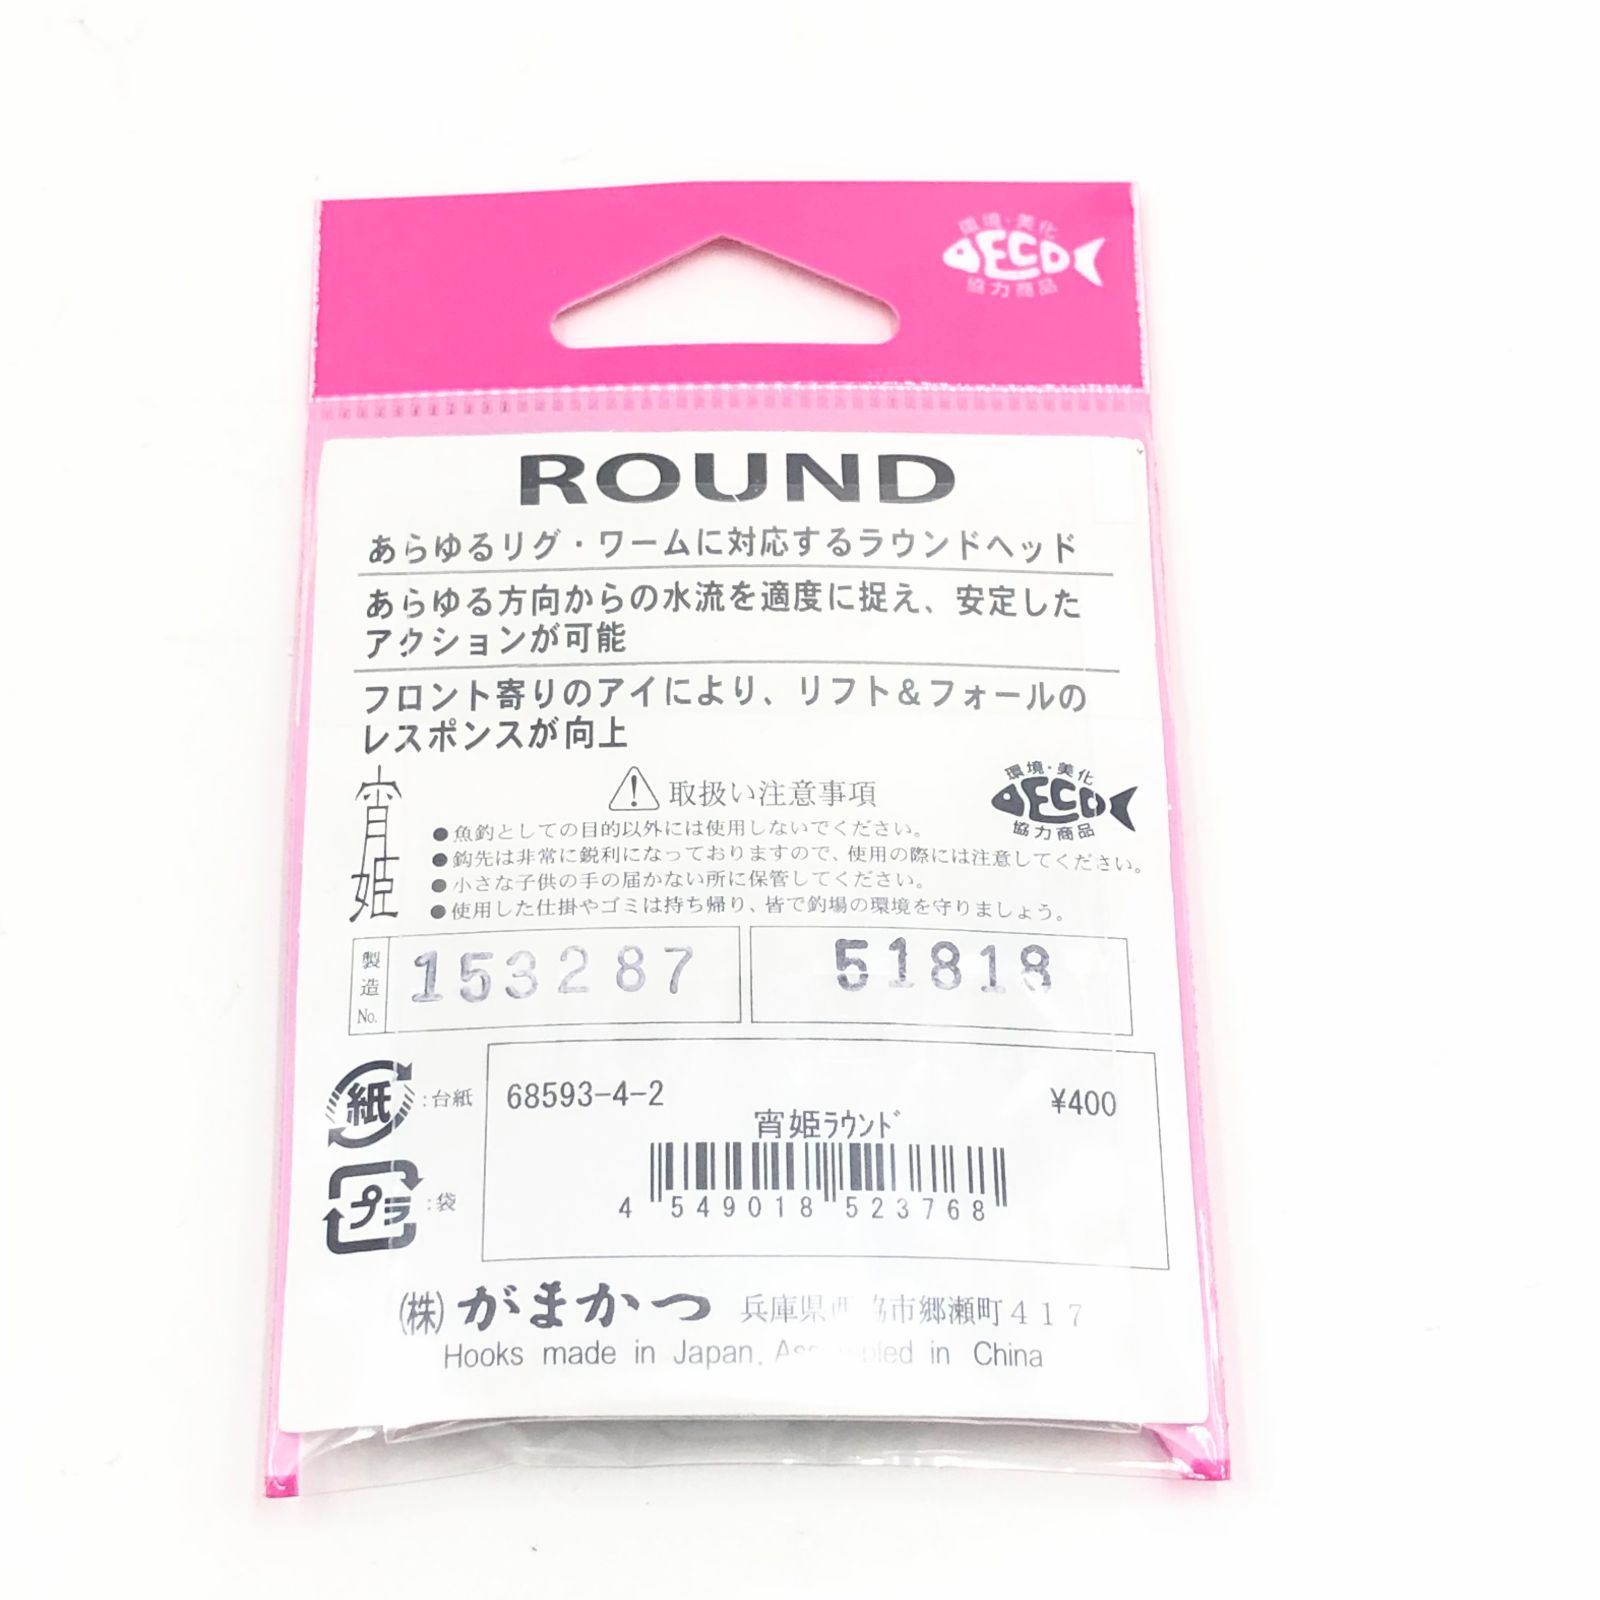 環境・美化
ECO
協力商品
ROUND
あらゆるリグ・ワームに対応するラウンドヘッド
あらゆる方向からの水流を適度に捉え、安定した
アクションが可能
フロント寄りのアイにより、リフト＆フォールの
レスポンスが向上
宵姫
取扱い注意事項
環境・美化
ECO
協力商品
●魚釣としての目的以外には使用しないでください。
●鈎先は非常に鋭利になっておりますので、使用の際には注意してください。
●小さな子供の手の届かない所に保管してください。
●使用した仕掛やゴミは持ち帰り、皆で釣場の環境を守りましょう。
製造No. 153287 51818
紙:台紙
プラ:袋
68593-4-2 ¥400
宵姫ﾗｳﾝﾄﾞ
4 549018 523768
(株)がまかつ 兵庫県西脇市郷瀬町417
Hooks made in Japan, in China